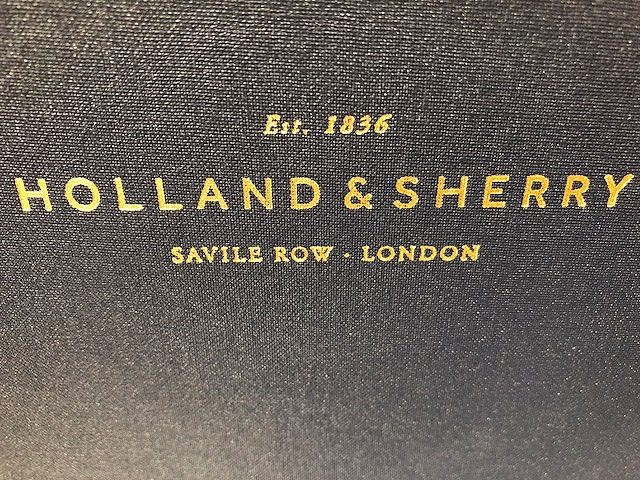 Est. 1836
HOLLAND & SHERRY
SAVILE ROW · LONDON